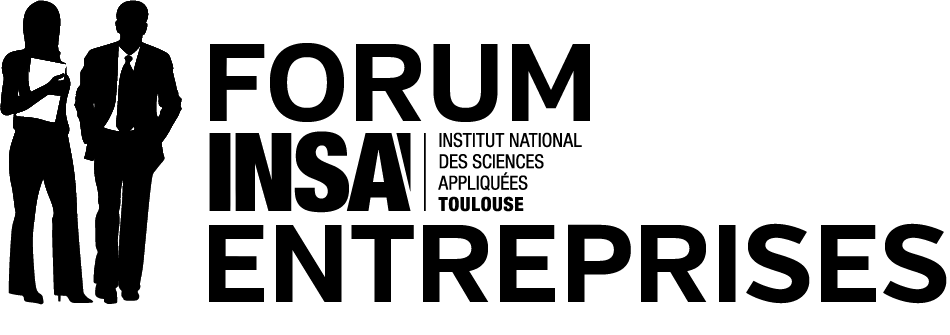 FORUM
INSA
INSTITUT NATIONAL
DES SCIENCES
APPLIQUÉES
TOULOUSE
ENTREPRISES